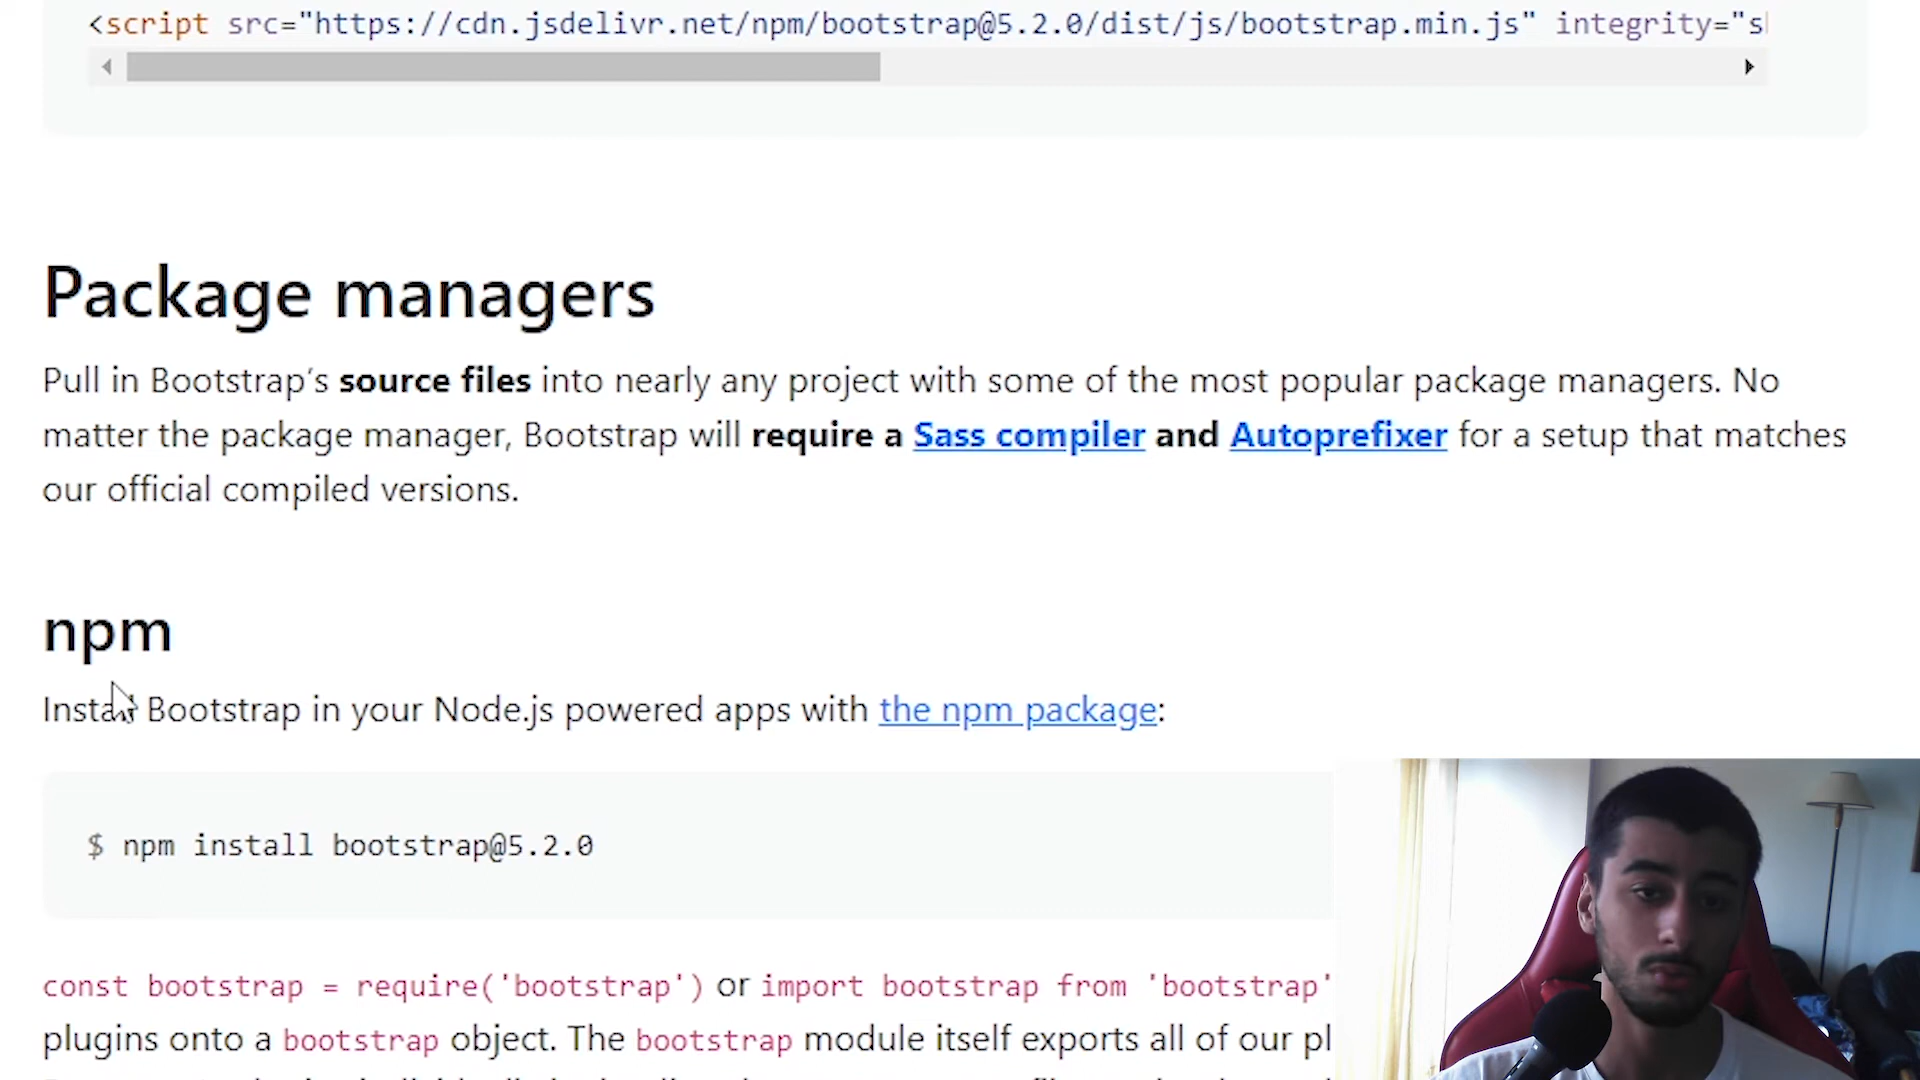 <script src="https://cdn.jsdelivr.net/npm/bootstrap@5.2.0/dist/js/bootstrap.min.js" integrity="s
Package managers
Pull in Bootstrap's source files into nearly any project with some of the most popular package managers. No
matter the package manager, Bootstrap will require a Sass compiler and Autoprefixer for a setup that matches
our official compiled versions.
npm
Install Bootstrap in your Node.js powered apps with the npm package:
$ npm install bootstrap@5.2.0
const bootstrap = require('bootstrap') or import bootstrap from 'bootstrap'
plugins onto a bootstrap object. The bootstrap module itself exports all of our pl